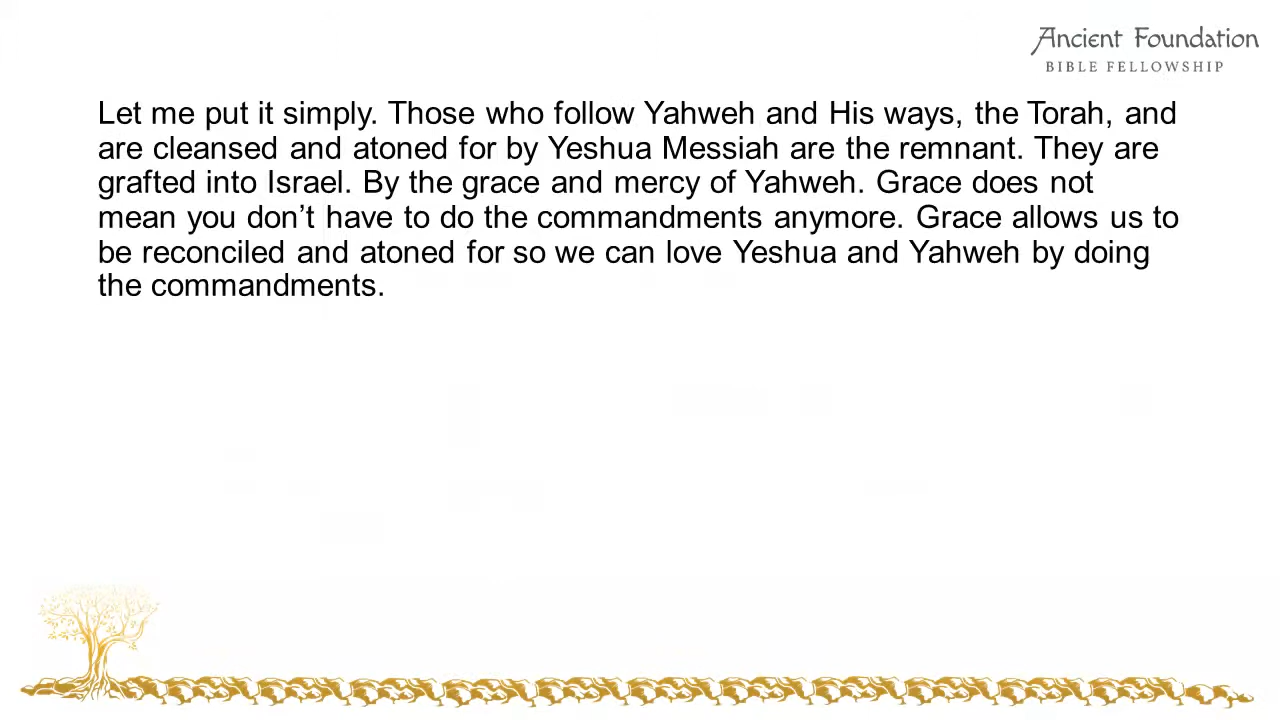 Ancient Foundation
BIBLE FELLOWSHIP
Let me put it simply. Those who follow Yahweh and His ways, the Torah, and
are cleansed and atoned for by Yeshua Messiah are the remnant. They are
grafted into Israel. By the grace and mercy of Yahweh. Grace does not
mean you don’t have to do the commandments anymore. Grace allows us to
be reconciled and atoned for so we can love Yeshua and Yahweh by doing
the commandments.